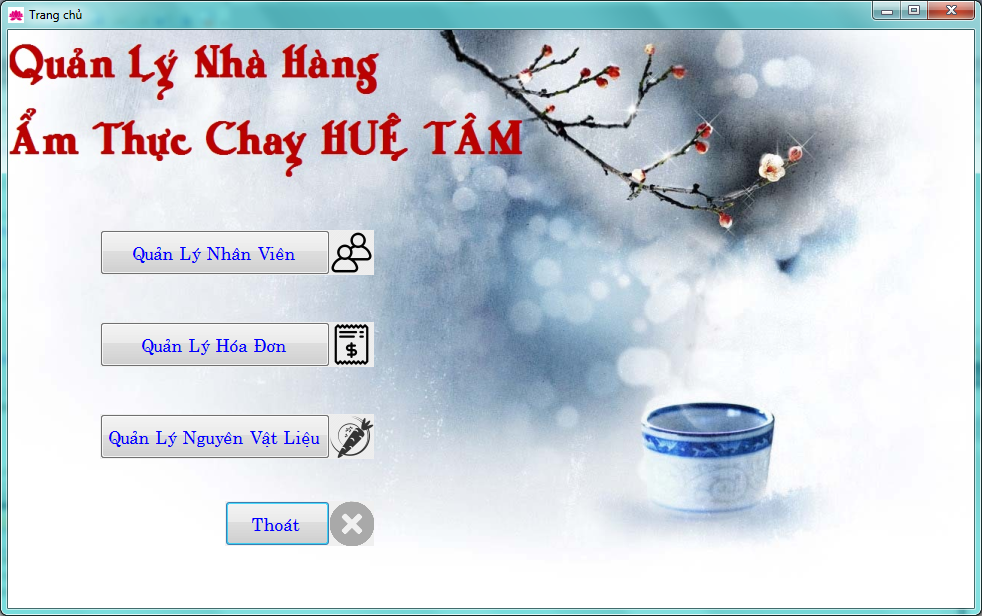 Trang chủ
Quản Lý Nhà Hàng
Ẩm Thực Chay HUỆ TÂM
Quản Lý Nhân Viên
Quản Lý Hóa Đơn
$
Quản Lý Nguyên Vật Liệu
Thoát